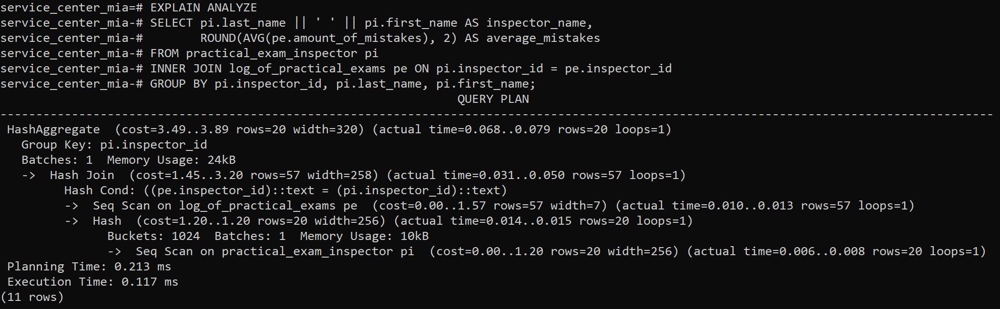 service_center_mia=# EXPLAIN ANALYZE
service_center_mia-# SELECT pi.last_name || ' ' || pi.first_name AS inspector_name,
service_center_mia-#        ROUND(AVG(pe.amount_of_mistakes), 2) AS average_mistakes
service_center_mia-# FROM practical_exam_inspector pi
service_center_mia-# INNER JOIN log_of_practical_exams pe ON pi.inspector_id = pe.inspector_id
service_center_mia-# GROUP BY pi.inspector_id, pi.last_name, pi.first_name;
                                                                QUERY PLAN
-------------------------------------------------------------------------------------------------------------------------------------------
 HashAggregate  (cost=3.49..3.89 rows=20 width=320) (actual time=0.068..0.079 rows=20 loops=1)
   Group Key: pi.inspector_id
   Batches: 1  Memory Usage: 24kB
   ->  Hash Join  (cost=1.45..3.20 rows=57 width=258) (actual time=0.031..0.050 rows=57 loops=1)
         Hash Cond: ((pe.inspector_id)::text = (pi.inspector_id)::text)
         ->  Seq Scan on log_of_practical_exams pe  (cost=0.00..1.57 rows=57 width=7) (actual time=0.010..0.013 rows=57 loops=1)
         ->  Hash  (cost=1.20..1.20 rows=20 width=256) (actual time=0.014..0.015 rows=20 loops=1)
               Buckets: 1024  Batches: 1  Memory Usage: 10kB
               ->  Seq Scan on practical_exam_inspector pi  (cost=0.00..1.20 rows=20 width=256) (actual time=0.006..0.008 rows=20 loops=1)
 Planning Time: 0.213 ms
 Execution Time: 0.117 ms
(11 rows)